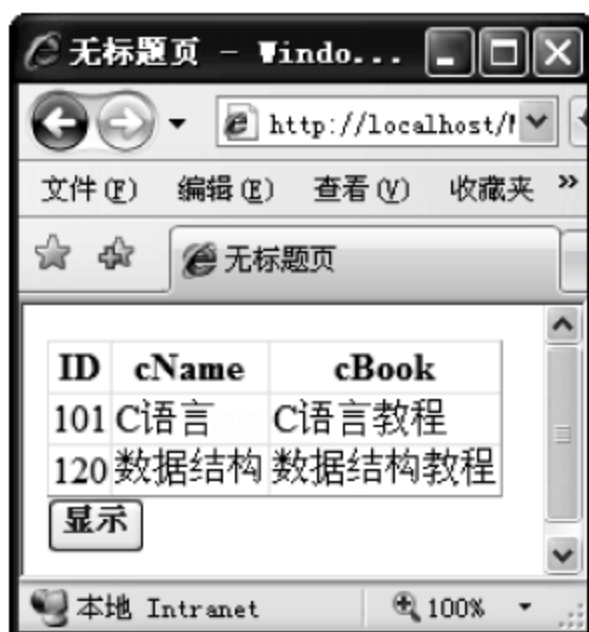 无标题页 - Windo...
http://localhost/
文件(F) 编辑(E) 查看(V) 收藏夹 »
无标题页
ID cName cBook
101 C语言 C语言教程
120 数据结构 数据结构教程
显示
本地 Intranet 100%